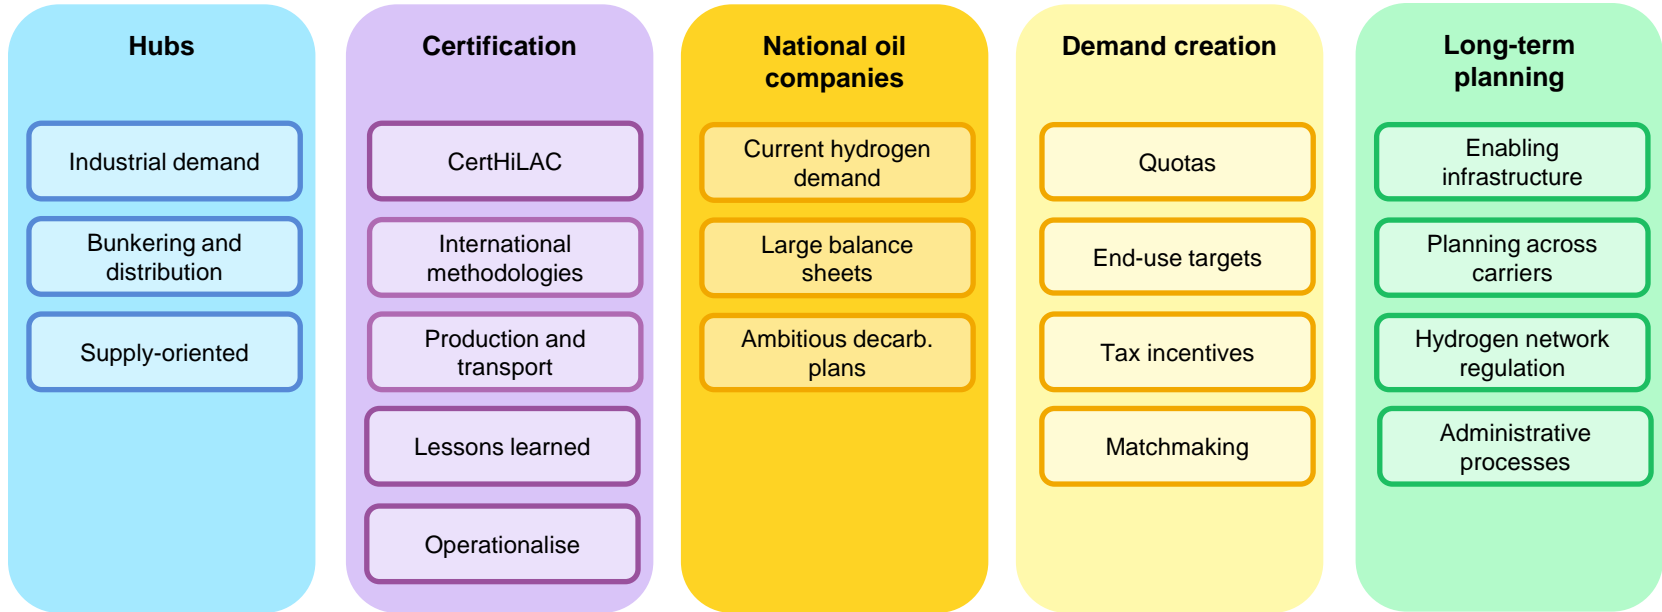 Hubs
Industrial demand
Bunkering and
distribution
Supply-oriented
Certification
CertHiLAC
International
methodologies
Production and
transport
Lessons learned
Operationalise
National oil
companies
Current hydrogen
demand
Large balance
sheets
Ambitious decarb.
plans
Demand creation
Quotas
End-use targets
Tax incentives
Matchmaking
Long-term
planning
Enabling
infrastructure
Planning across
carriers
Hydrogen network
regulation
Administrative
processes